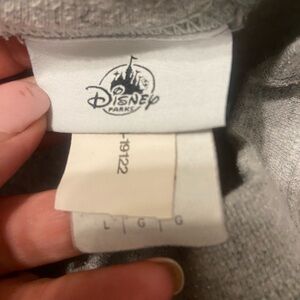 Disney
PARKS
-19122
L | G | G